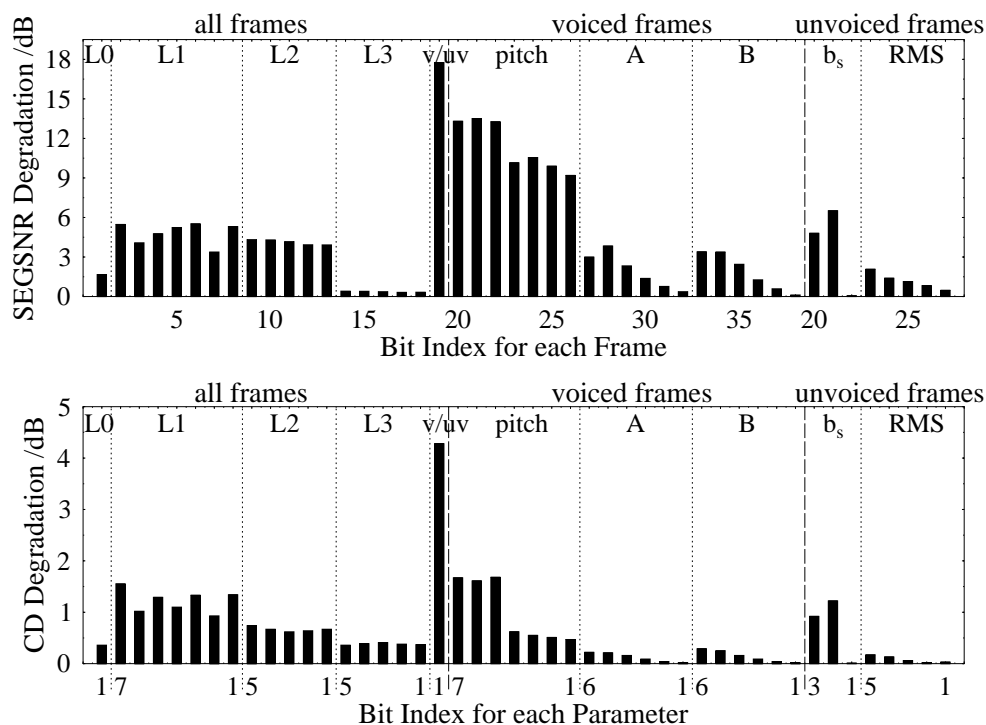 all frames voiced frames unvoiced frames
L0 L1 L2 L3 v/uv pitch A B b_s RMS
SEGSNR Degradation /dB
18
15
12
9
6
3
0
5 10 15 20 25 30 35 20 25
Bit Index for each Frame
all frames voiced frames unvoiced frames
L0 L1 L2 L3 v/uv pitch A B b_s RMS
CD Degradation /dB
5
4
3
2
1
0
1 7 1 5 1 5 1 1 7 1 6 1 6 1 3 1 5 1
Bit Index for each Parameter